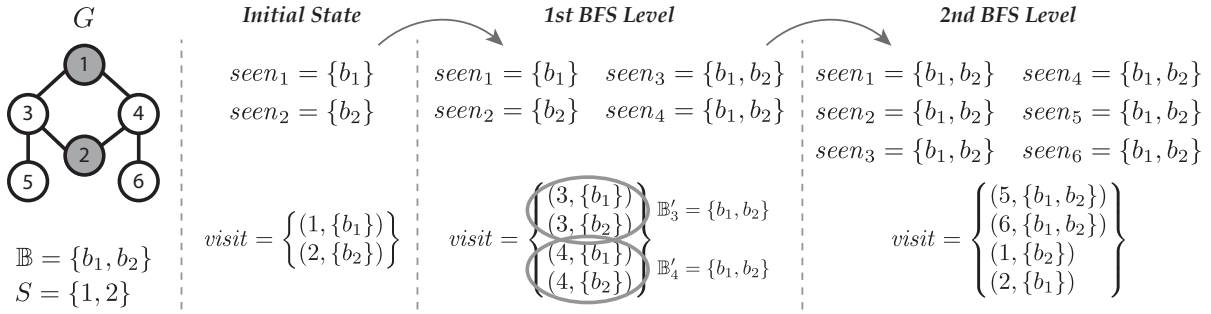 G
1
3
4
2
5
6
𝔹 = {b₁, b₂}
S = {1, 2}
Initial State
seen₁ = {b₁}
seen₂ = {b₂}
visit = {(1, {b₁})
(2, {b₂})}
1st BFS Level
seen₁ = {b₁} seen₃ = {b₁, b₂}
seen₂ = {b₂} seen₄ = {b₁, b₂}
visit = {(3, {b₁})
(3, {b₂})
(4, {b₁})
(4, {b₂})}
𝔹′₃ = {b₁, b₂}
𝔹′₄ = {b₁, b₂}
2nd BFS Level
seen₁ = {b₁, b₂} seen₄ = {b₁, b₂}
seen₂ = {b₁, b₂} seen₅ = {b₁, b₂}
seen₃ = {b₁, b₂} seen₆ = {b₁, b₂}
visit = {(5, {b₁, b₂})
(6, {b₁, b₂})
(1, {b₂})
(2, {b₁})}